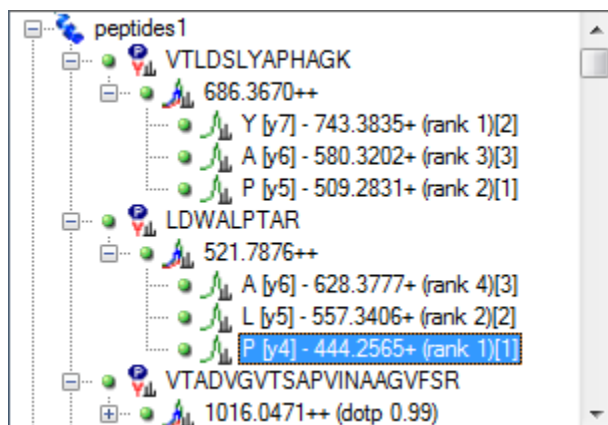 peptides1
VTLDSLYAPHAGK
686.3670++
Y [y7] - 743.3835+ (rank 1)[2]
A [y6] - 580.3202+ (rank 3)[3]
P [y5] - 509.2831+ (rank 2)[1]
LDWALPTAR
521.7876++
A [y6] - 628.3777+ (rank 4)[3]
L [y5] - 557.3406+ (rank 2)[2]
P [y4] - 444.2565+ (rank 1)[1]
VTADVGVTSAPVINAAGVFSR
1016.0471++ (dotp 0.99)